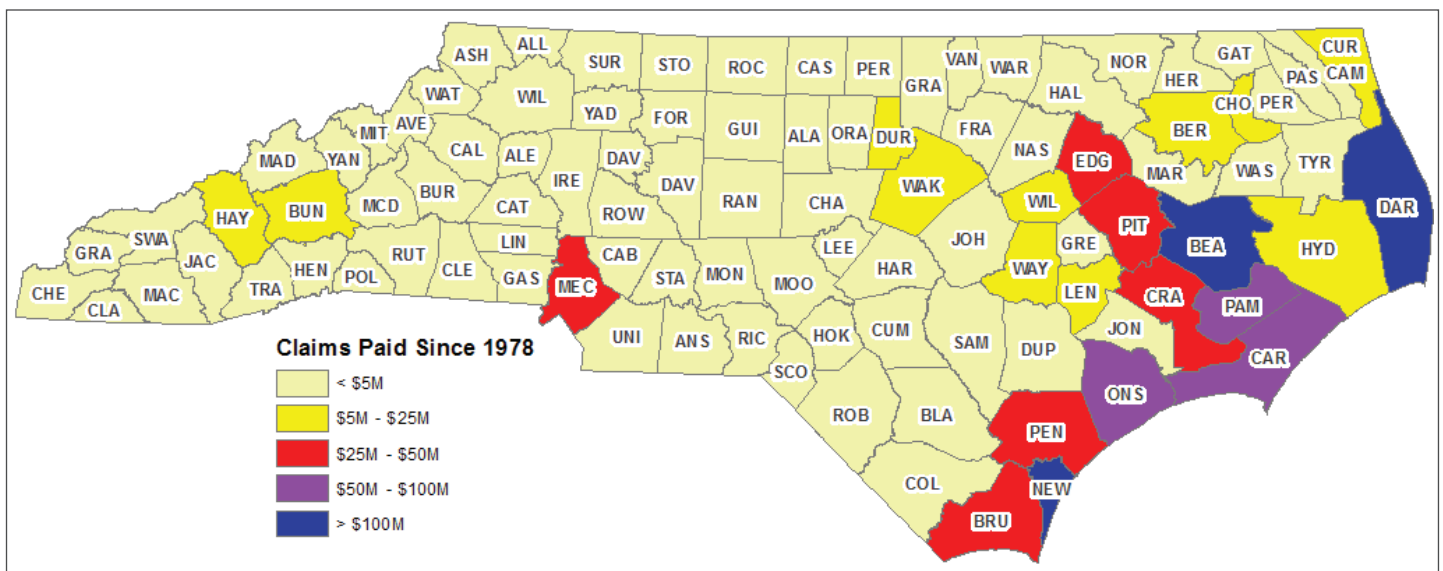 ASH
ALL
SUR
STO
ROC
CAS
PER
GRA
VAN
WAR
NOR
HER
GAT
PAS
CUR
CAM
WAT
WIL
YAD
FOR
GUI
ALA
ORA
DUR
FRA
HAL
BER
CHO
PER
MIT
AVE
MAD
YAN
CAL
ALE
IRE
DAV
DAV
RAN
CHA
WAK
NAS
EDG
MAR
WAS
TYR
DAR
HAY
BUN
MCD
BUR
CAT
ROW
LEE
JOH
WIL
PIT
BEA
HYD
GRA
SWA
JAC
HEN
POL
RUT
CLE
LIN
GAS
CAB
STA
MON
MOO
HAR
WAY
GRE
LEN
CRA
PAM
CHE
CLA
MAC
TRA
MEC
UNI
ANS
RIC
HOK
CUM
SAM
DUP
JON
CAR
SCO
ROB
BLA
ONS
PEN
COL
BRU
NEW
Claims Paid Since 1978
< $5M
$5M - $25M
$25M - $50M
$50M - $100M
> $100M